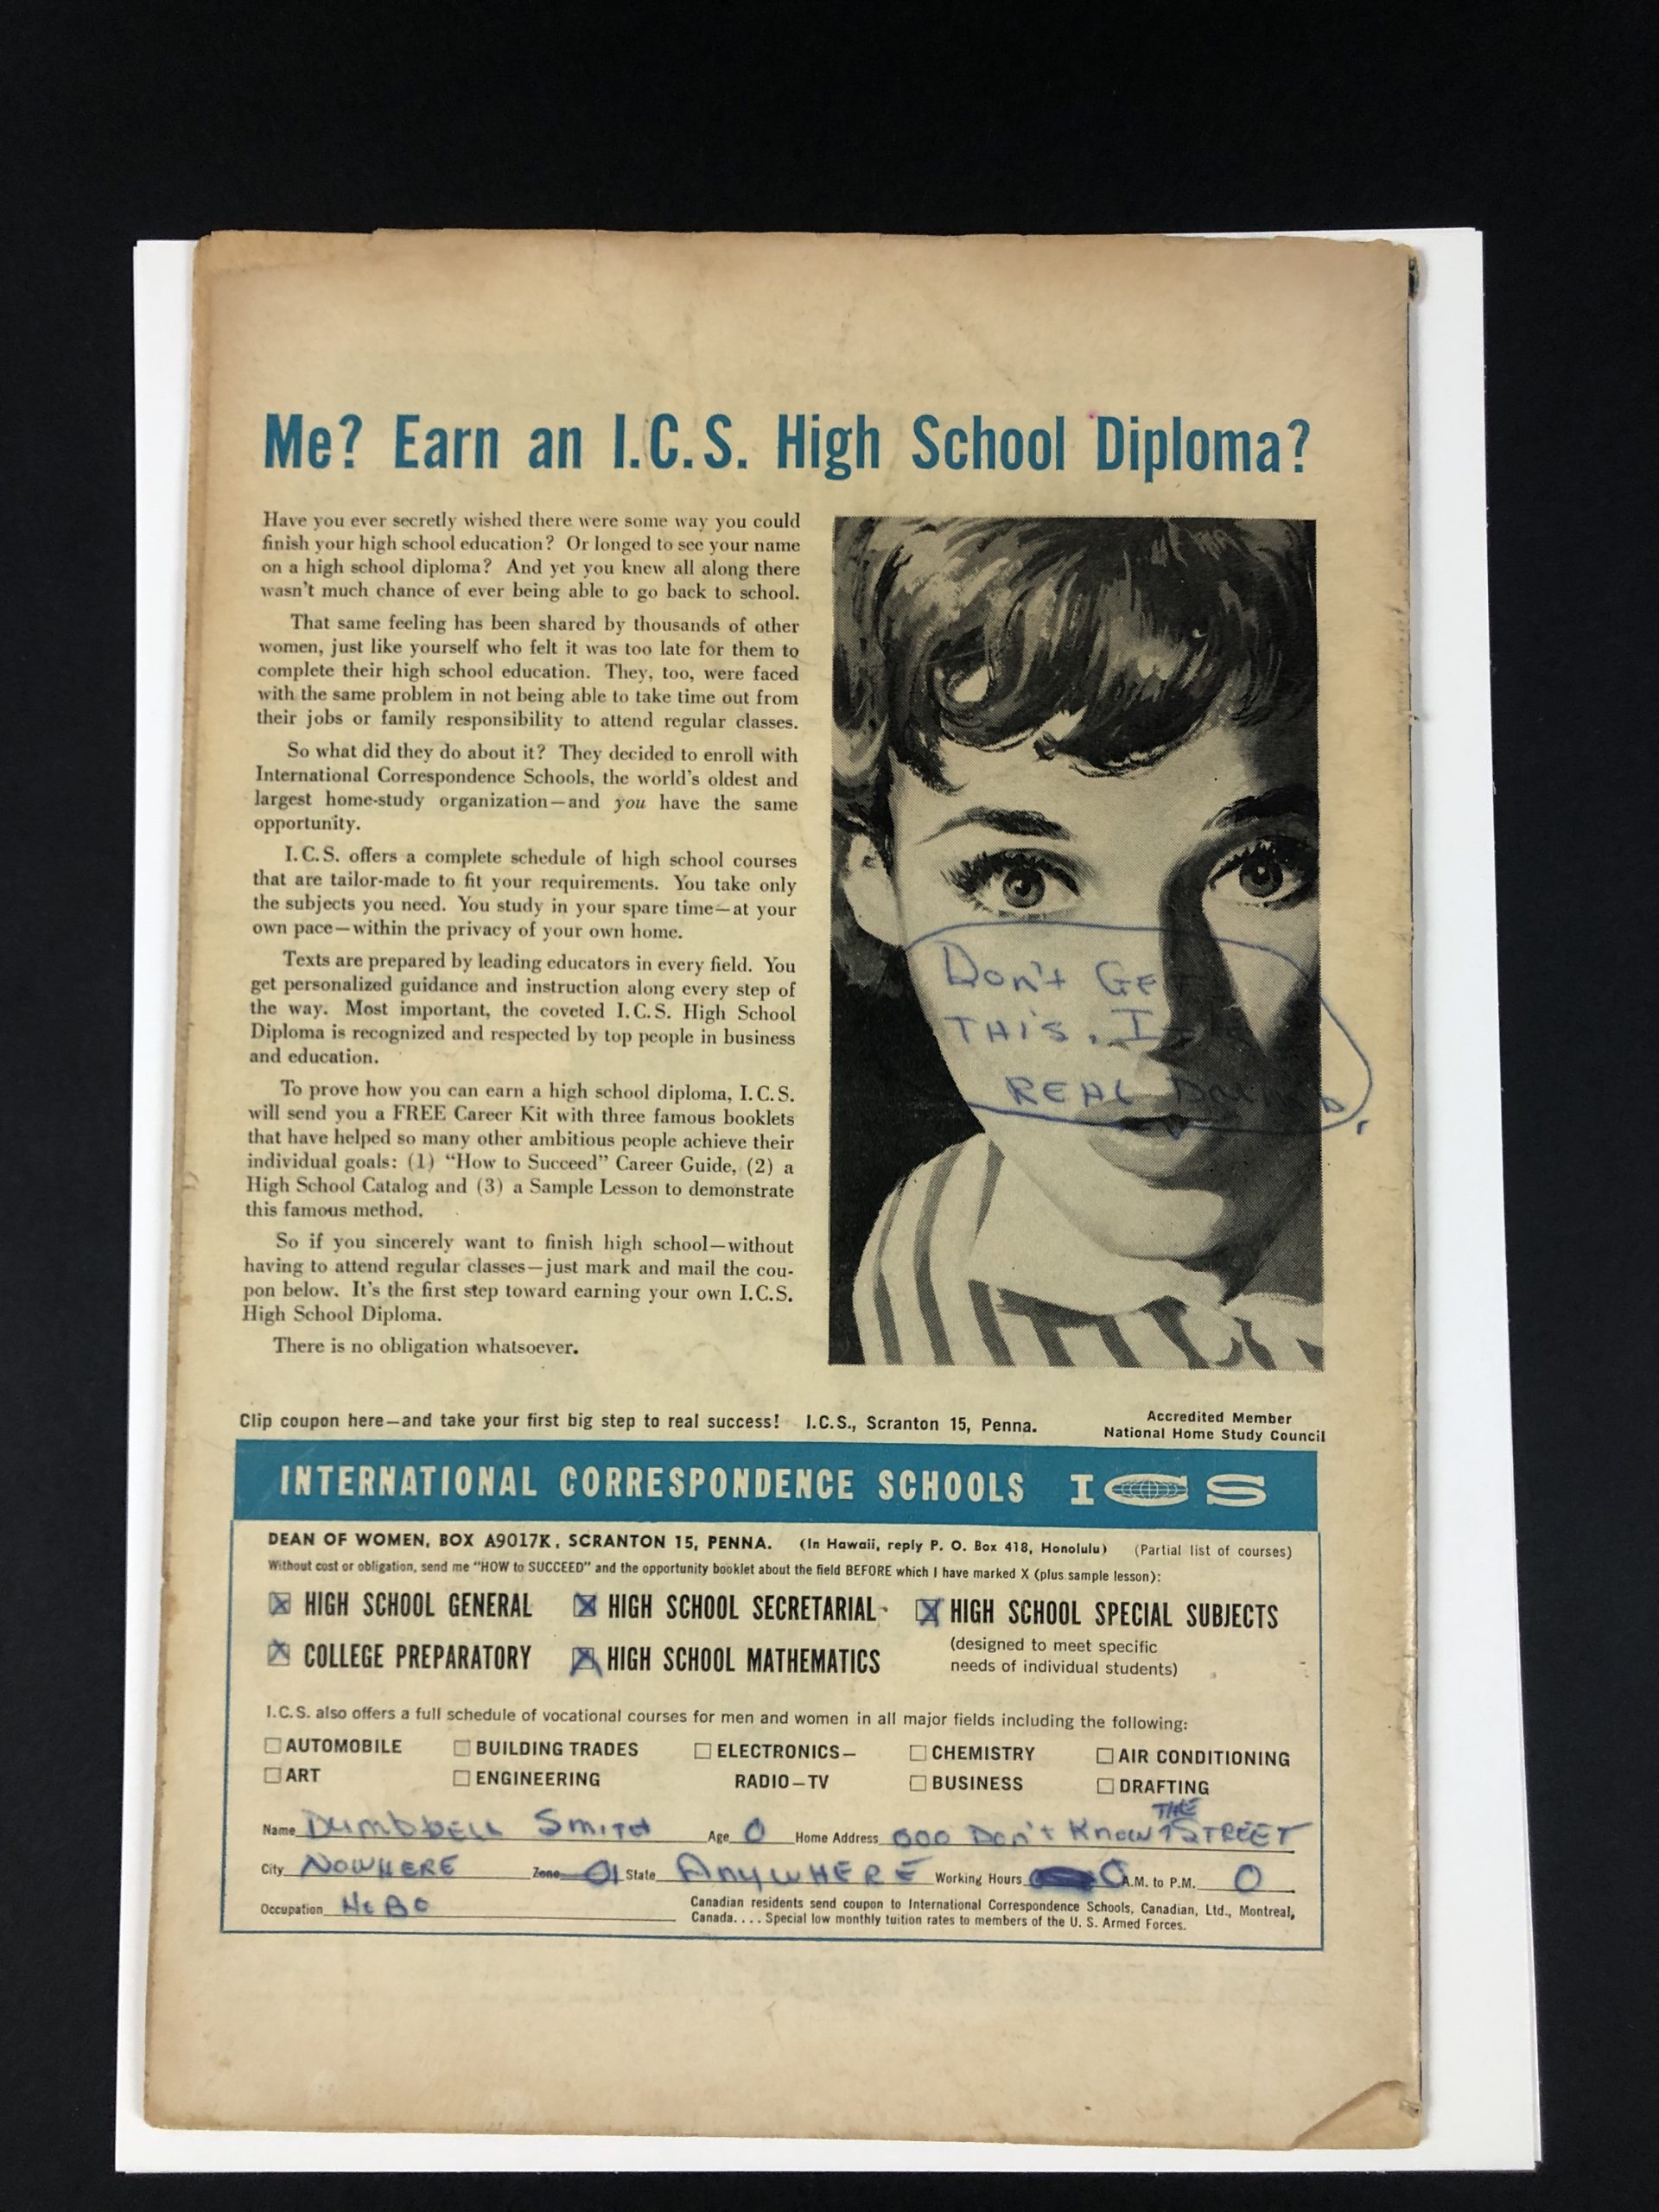 Me? Earn an I.C.S. High School Diploma?
Have you ever secretly wished there were some way you could
finish your high school education? Or longed to see your name
on a high school diploma? And yet you knew all along there
wasn't much chance of ever being able to go back to school.
That same feeling has been shared by thousands of other
women, just like yourself who felt it was too late for them to
complete their high school education. They, too, were faced
with the same problem in not being able to take time out from
their jobs or family responsibility to attend regular classes.
So what did they do about it? They decided to enroll with
International Correspondence Schools, the world's oldest and
largest home-study organization—and you have the same
opportunity.
I.C.S. offers a complete schedule of high school courses
that are tailor-made to fit your requirements. You take only
the subjects you need. You study in your spare time—at your
own pace—within the privacy of your own home.
Texts are prepared by leading educators in every field. You
get personalized guidance and instruction along every step of
the way. Most important, the coveted I.C.S. High School
Diploma is recognized and respected by top people in business
and education.
To prove how you can earn a high school diploma, I.C.S.
will send you a FREE Career Kit with three famous booklets
that have helped so many other ambitious people achieve their
individual goals: (1) "How to Succeed" Career Guide, (2) a
High School Catalog and (3) a Sample Lesson to demonstrate
this famous method.
So if you sincerely want to finish high school—without
having to attend regular classes—just mark and mail the cou-
pon below. It's the first step toward earning your own I.C.S.
High School Diploma.
There is no obligation whatsoever.
Don't GET
THiS. I
REAL
Clip coupon here—and take your first big step to real success! I.C.S., Scranton 15, Penna.
Accredited Member
National Home Study Council
INTERNATIONAL CORRESPONDENCE SCHOOLS ICS
DEAN OF WOMEN, BOX A9017K, SCRANTON 15, PENNA. (In Hawaii, reply P. O. Box 418, Honolulu) (Partial list of courses)
Without cost or obligation, send me "HOW to SUCCEED" and the opportunity booklet about the field BEFORE which I have marked X (plus sample lesson):
HIGH SCHOOL GENERAL HIGH SCHOOL SECRETARIAL HIGH SCHOOL SPECIAL SUBJECTS
COLLEGE PREPARATORY HIGH SCHOOL MATHEMATICS (designed to meet specific
needs of individual students)
I.C.S. also offers a full schedule of vocational courses for men and women in all major fields including the following:
AUTOMOBILE BUILDING TRADES ELECTRONICS— CHEMISTRY AIR CONDITIONING
ART ENGINEERING RADIO—TV BUSINESS DRAFTING
THE
Name DumbbELL SmiTH Age 0 Home Address 000 Don't Know STREET
City NOWHERE Zone 01 State ANYWHERE Working Hours 0 A.M. to P.M. 0
Occupation HOBO
Canadian residents send coupon to International Correspondence Schools, Canadian, Ltd., Montreal,
Canada. . . . Special low monthly tuition rates to members of the U. S. Armed Forces.